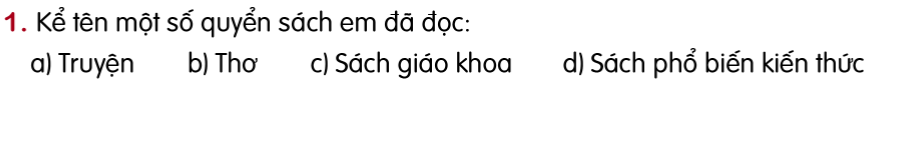 1. Kể tên một số quyển sách em đã đọc:
a) Truyện b) Thơ c) Sách giáo khoa d) Sách phổ biến kiến thức